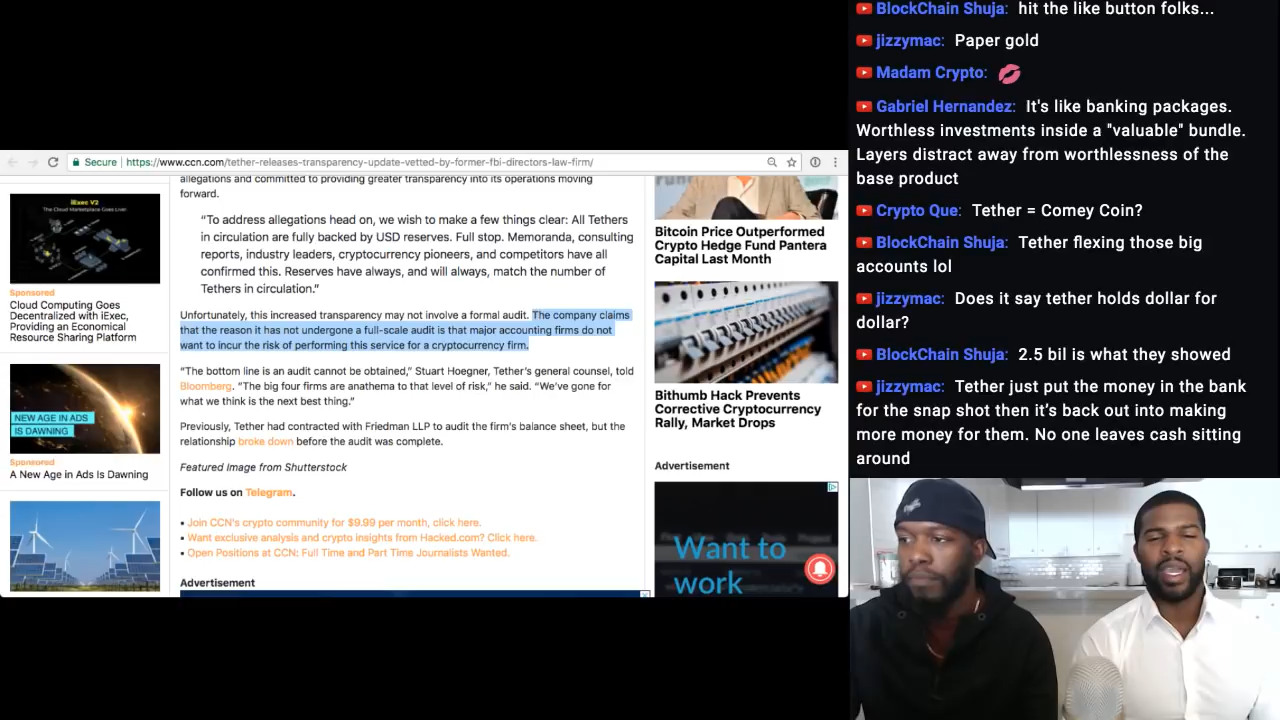 Secure
https://www.ccn.com/tether-releases-transparency-update-vetted-by-former-fbi-directors-law-firm/
iExec V2
The Cloud Marketplace Goes Live!
Sponsored
Cloud Computing Goes
Decentralized with iExec,
Providing an Economical
Resource Sharing Platform
NEW AGE IN ADS
IS DAWNING
Sponsored
A New Age in Ads Is Dawning
allegations and committed to providing greater transparency into its operations moving
forward.
“To address allegations head on, we wish to make a few things clear: All Tethers
in circulation are fully backed by USD reserves. Full stop. Memoranda, consulting
reports, industry leaders, cryptocurrency pioneers, and competitors have all
confirmed this. Reserves have always, and will always, match the number of
Tethers in circulation.”
Unfortunately, this increased transparency may not involve a formal audit. The company claims
that the reason it has not undergone a full-scale audit is that major accounting firms do not
want to incur the risk of performing this service for a cryptocurrency firm.
“The bottom line is an audit cannot be obtained,” Stuart Hoegner, Tether’s general counsel, told
Bloomberg. “The big four firms are anathema to that level of risk,” he said. “We’ve gone for
what we think is the next best thing.”
Previously, Tether had contracted with Friedman LLP to audit the firm’s balance sheet, but the
relationship broke down before the audit was complete.
Featured Image from Shutterstock
Follow us on Telegram.
• Join CCN's crypto community for $9.99 per month, click here.
• Want exclusive analysis and crypto insights from Hacked.com? Click here.
• Open Positions at CCN: Full Time and Part Time Journalists Wanted.
Advertisement
Bitcoin Price Outperformed
Crypto Hedge Fund Pantera
Capital Last Month
Bithumb Hack Prevents
Corrective Cryptocurrency
Rally, Market Drops
Advertisement
Want to
work
BlockChain Shuja: hit the like button folks...
jizzymac: Paper gold
Madam Crypto: 💋
Gabriel Hernandez: It's like banking packages.
Worthless investments inside a "valuable" bundle.
Layers distract away from worthlessness of the
base product
Crypto Que: Tether = Comey Coin?
BlockChain Shuja: Tether flexing those big
accounts lol
jizzymac: Does it say tether holds dollar for
dollar?
BlockChain Shuja: 2.5 bil is what they showed
jizzymac: Tether just put the money in the bank
for the snap shot then it's back out into making
more money for them. No one leaves cash sitting
around